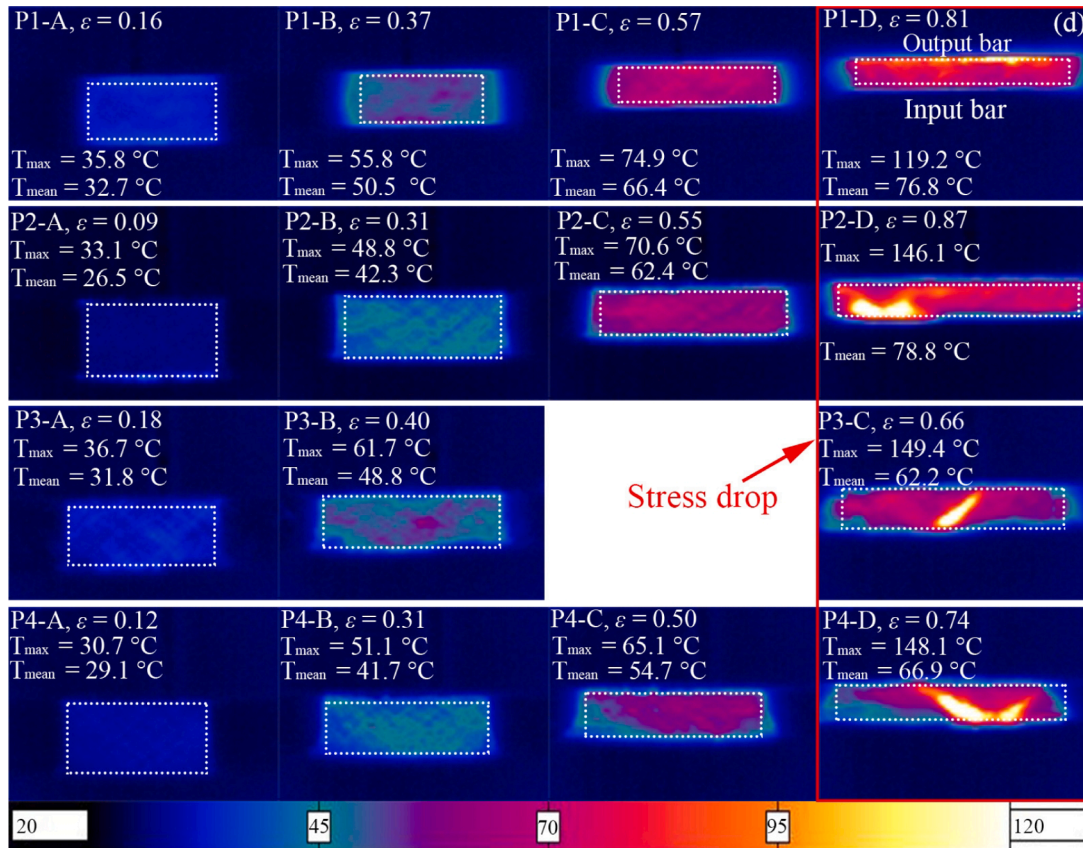 P1-A, ε = 0.16
Tmax = 35.8 °C
Tmean = 32.7 °C
P1-B, ε = 0.37
Tmax = 55.8 °C
Tmean = 50.5 °C
P1-C, ε = 0.57
Tmax = 74.9 °C
Tmean = 66.4 °C
P1-D, ε = 0.81
(d)
Output bar
Input bar
Tmax = 119.2 °C
Tmean = 76.8 °C
P2-A, ε = 0.09
Tmax = 33.1 °C
Tmean = 26.5 °C
P2-B, ε = 0.31
Tmax = 48.8 °C
Tmean = 42.3 °C
P2-C, ε = 0.55
Tmax = 70.6 °C
Tmean = 62.4 °C
P2-D, ε = 0.87
Tmax = 146.1 °C
Tmean = 78.8 °C
P3-A, ε = 0.18
Tmax = 36.7 °C
Tmean = 31.8 °C
P3-B, ε = 0.40
Tmax = 61.7 °C
Tmean = 48.8 °C
Stress drop
P3-C, ε = 0.66
Tmax = 149.4 °C
Tmean = 62.2 °C
P4-A, ε = 0.12
Tmax = 30.7 °C
Tmean = 29.1 °C
P4-B, ε = 0.31
Tmax = 51.1 °C
Tmean = 41.7 °C
P4-C, ε = 0.50
Tmax = 65.1 °C
Tmean = 54.7 °C
P4-D, ε = 0.74
Tmax = 148.1 °C
Tmean = 66.9 °C
20
45
70
95
120